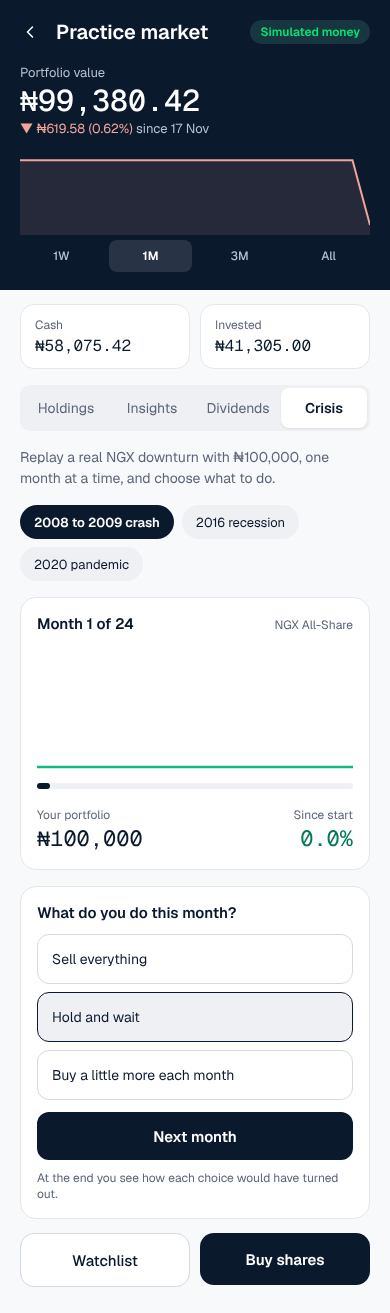 Practice market
Simulated money
Portfolio value
₦99,380.42
▼ ₦619.58 (0.62%) since 17 Nov
1W
1M
3M
All
Cash
₦58,075.42
Invested
₦41,305.00
Holdings
Insights
Dividends
Crisis
Replay a real NGX downturn with ₦100,000, one
month at a time, and choose what to do.
2008 to 2009 crash
2016 recession
2020 pandemic
Month 1 of 24
NGX All-Share
Your portfolio
Since start
₦100,000
0.0%
What do you do this month?
Sell everything
Hold and wait
Buy a little more each month
Next month
At the end you see how each choice would have turned
out.
Watchlist
Buy shares